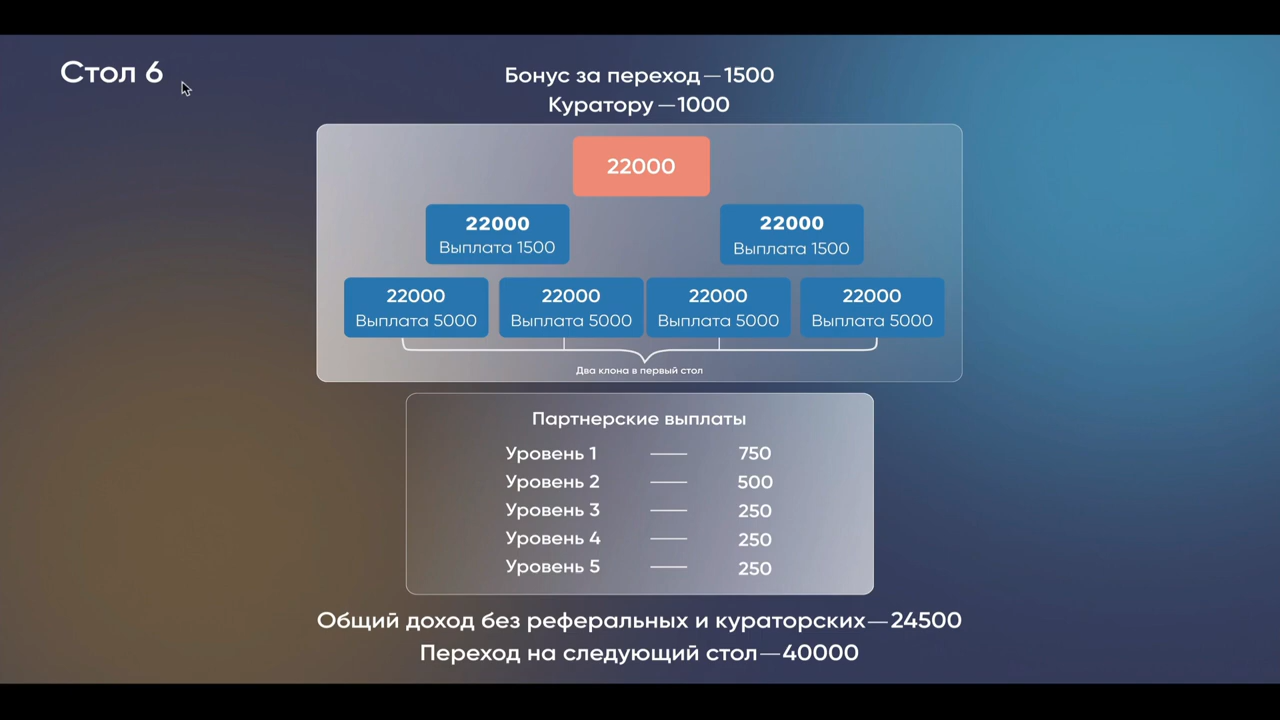 Стол 6
Бонус за переход — 1500
Куратору — 1000
22000
22000
Выплата 1500
22000
Выплата 1500
22000
Выплата 5000
22000
Выплата 5000
22000
Выплата 5000
22000
Выплата 5000
Два клона в первый стол
Партнерские выплаты
Уровень 1 — 750
Уровень 2 — 500
Уровень 3 — 250
Уровень 4 — 250
Уровень 5 — 250
Общий доход без реферальных и кураторских — 24500
Переход на следующий стол — 40000